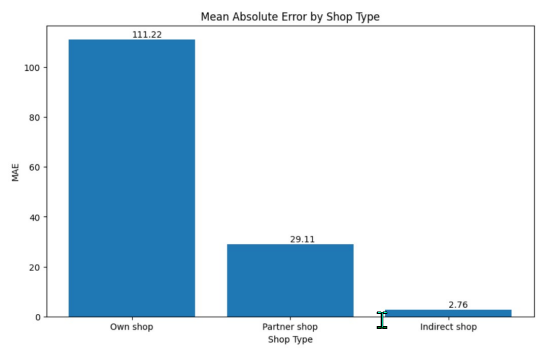 Mean Absolute Error by Shop Type
111.22
100
80
60
40
29.11
20
2.76
0
MAE
Own shop
Partner shop
Indirect shop
Shop Type